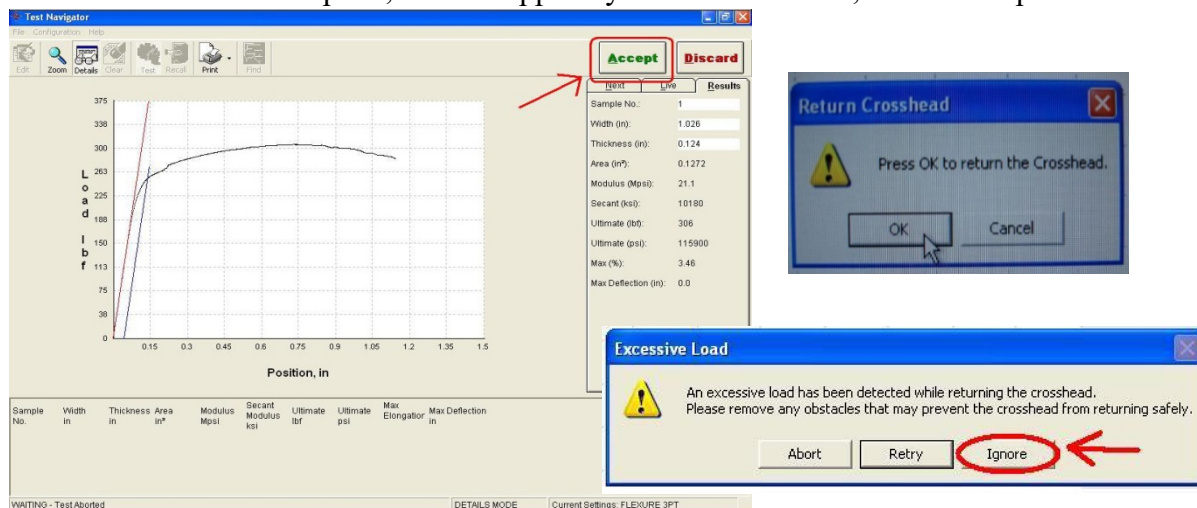 Test Navigator
File Configuration Help
Edit Zoom Details Clear Test Recall Print Find
Accept Discard
Next Live Results
Sample No.: 1
Width (in): 1.026
Thickness (in): 0.124
Area (in²): 0.1272
Modulus (Mpsi): 21.1
Secant (ksi): 10180
Ultimate (lbf): 306
Ultimate (psi): 115900
Max (%): 3.46
Max Deflection (in): 0.0
Load lbf
375
338
300
263
225
188
150
113
75
38
0
0.15 0.3 0.45 0.6 0.75 0.9 1.05 1.2 1.35 1.5
Position, in
Sample No. Width in Thickness in Area in² Modulus Mpsi Secant Modulus ksi Ultimate lbf Ultimate psi Max Elongation Max Deflection in
WAITING - Test Aborted DETAILS MODE Current Settings: FLEXURE 3PT
Return Crosshead
Press OK to return the Crosshead.
OK Cancel
Excessive Load
An excessive load has been detected while returning the crosshead.
Please remove any obstacles that may prevent the crosshead from returning safely.
Abort Retry Ignore